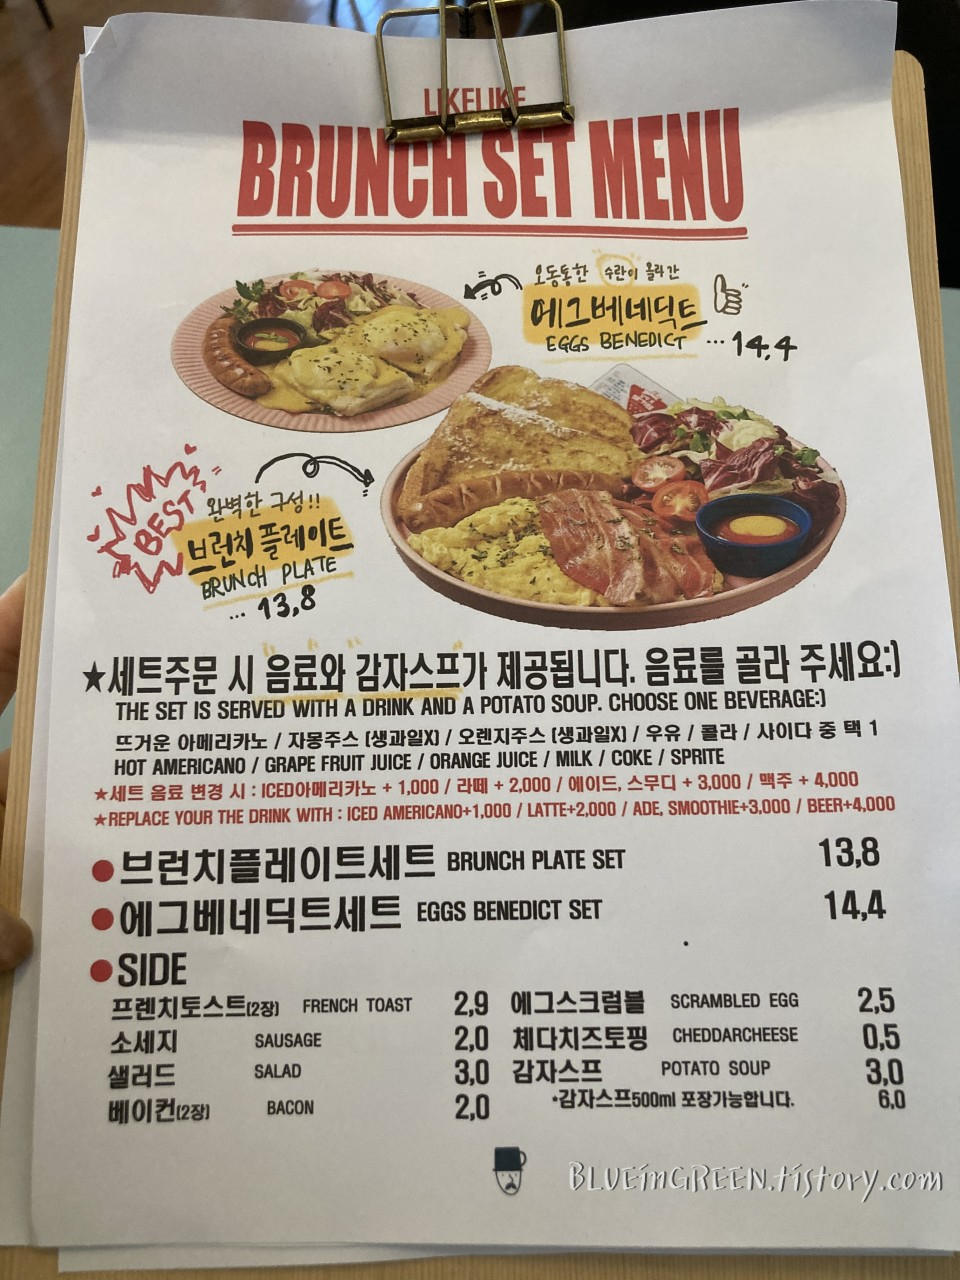 LIKELIKE
BRUNCH SET MENU
오동통한 수란이 올라간
에그베네딕트
EGGS BENEDICT ... 14,4
BEST
완벽한 구성!!
브런치 플레이트
BRUNCH PLATE
... 13,8
★세트주문 시 음료와 감자스프가 제공됩니다. 음료를 골라 주세요:)
THE SET IS SERVED WITH A DRINK AND A POTATO SOUP. CHOOSE ONE BEVERAGE:)
뜨거운 아메리카노 / 자몽주스 (생과일X) / 오렌지주스 (생과일X) / 우유 / 콜라 / 사이다 중 택 1
HOT AMERICANO / GRAPE FRUIT JUICE / ORANGE JUICE / MILK / COKE / SPRITE
★세트 음료 변경 시 : ICED아메리카노 + 1,000 / 라떼 + 2,000 / 에이드, 스무디 + 3,000 / 맥주 + 4,000
★REPLACE YOUR THE DRINK WITH : ICED AMERICANO+1,000 / LATTE+2,000 / ADE, SMOOTHIE+3,000 / BEER+4,000
● 브런치플레이트세트 BRUNCH PLATE SET 13,8
● 에그베네딕트세트 EGGS BENEDICT SET 14,4
● SIDE
프렌치토스트(2장) FRENCH TOAST 2,9 에그스크럼블 SCRAMBLED EGG 2,5
소세지 SAUSAGE 2,0 체다치즈토핑 CHEDDARCHEESE 0,5
샐러드 SALAD 3,0 감자스프 POTATO SOUP 3,0
베이컨(2장) BACON 2,0 *감자스프500ml 포장가능합니다. 6,0
BLUEinGREEN.tistory.com